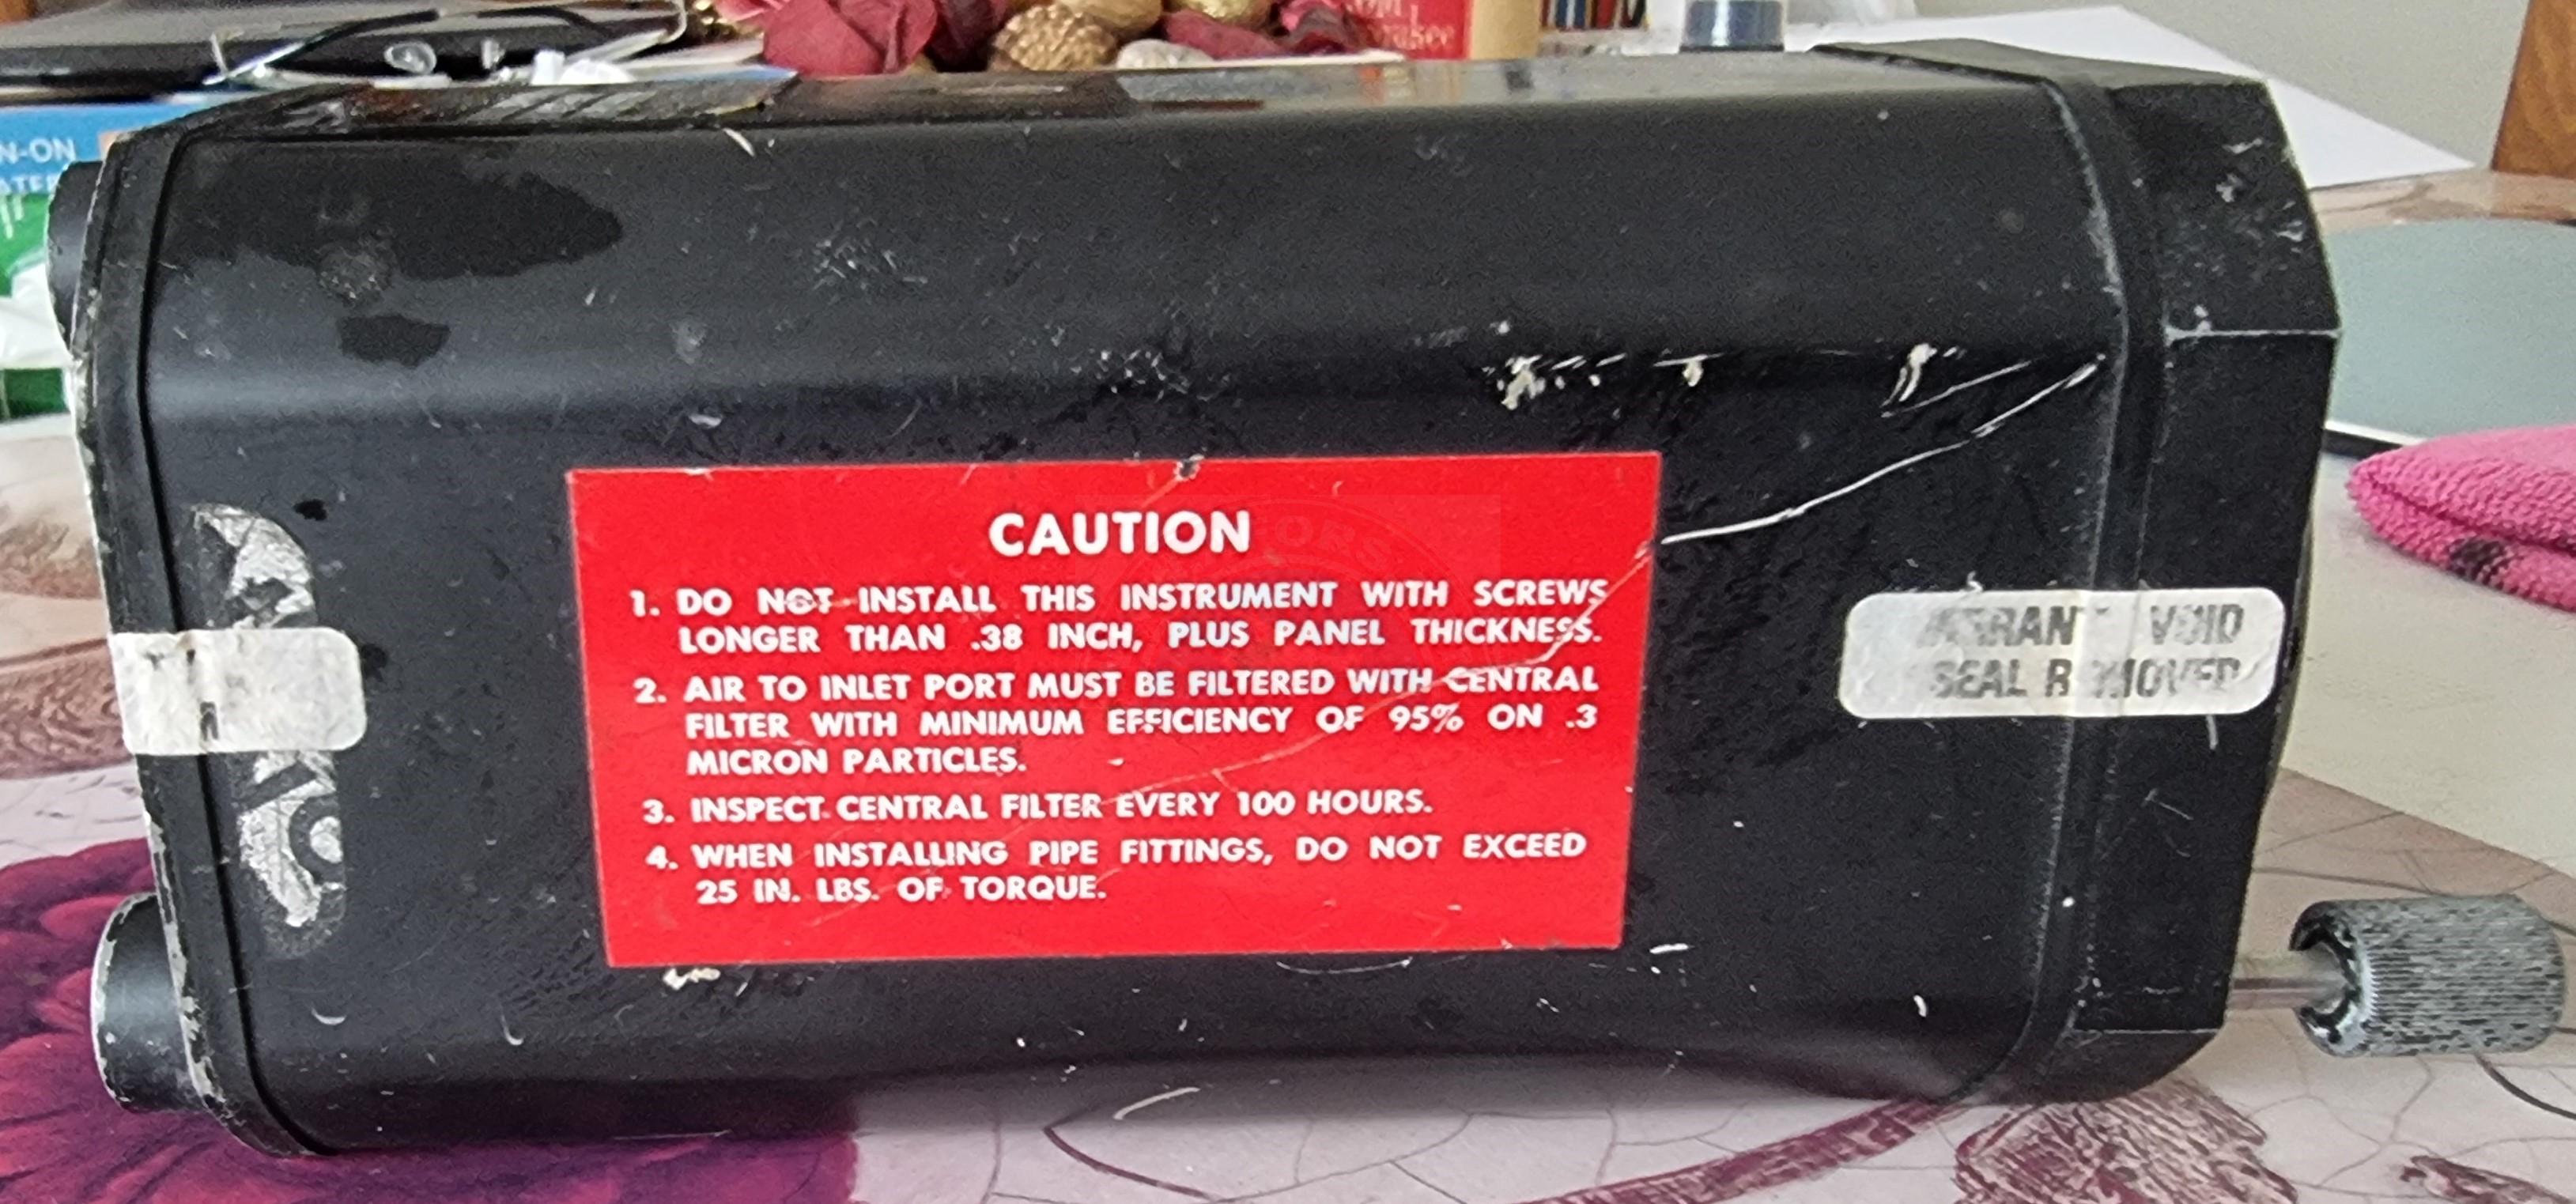 N-ON
CAUTION
1. DO NOT INSTALL THIS INSTRUMENT WITH SCREWS
LONGER THAN .38 INCH, PLUS PANEL THICKNESS.
2. AIR TO INLET PORT MUST BE FILTERED WITH CENTRAL
FILTER WITH MINIMUM EFFICIENCY OF 95% ON .3
MICRON PARTICLES.
3. INSPECT CENTRAL FILTER EVERY 100 HOURS.
4. WHEN INSTALLING PIPE FITTINGS, DO NOT EXCEED
25 IN. LBS. OF TORQUE.
VOID
SEAL REMOVED